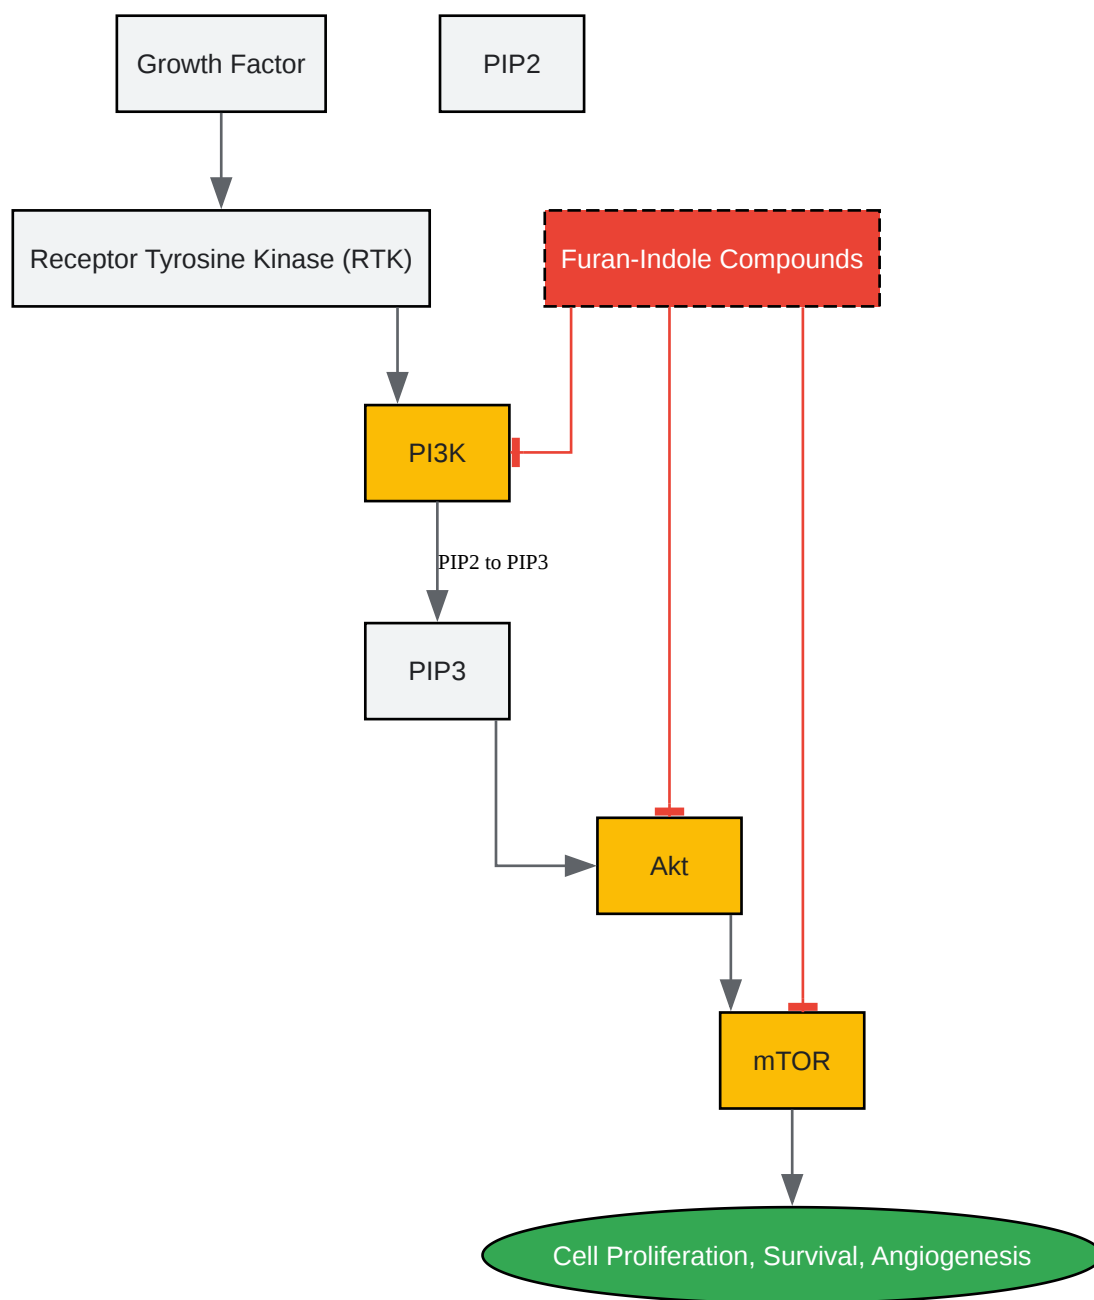 Growth Factor
PIP2
Receptor Tyrosine Kinase (RTK)
Furan-Indole Compounds
PI3K
PIP2 to PIP3
PIP3
Akt
mTOR
Cell Proliferation, Survival, Angiogenesis